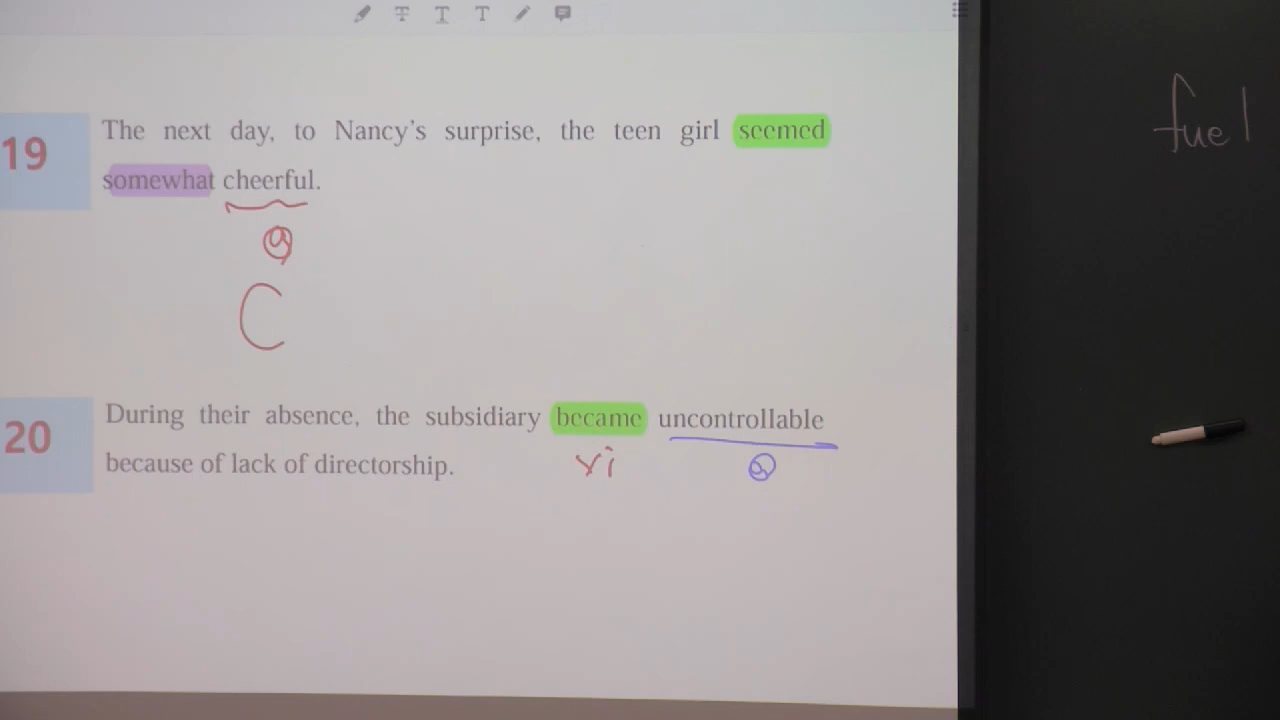 19
The next day, to Nancy's surprise, the teen girl seemed
somewhat cheerful.
a
C
20
During their absence, the subsidiary became uncontrollable
because of lack of directorship.
vi
a
fuel